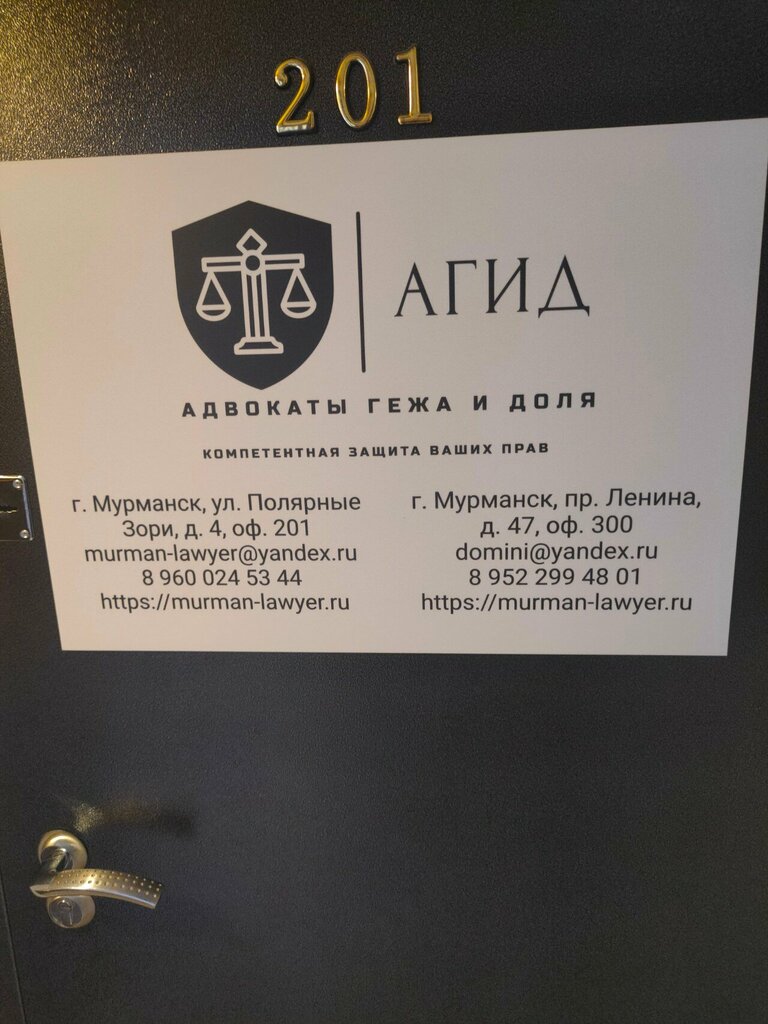 201
АГИД
АДВОКАТЫ ГЕЖА И ДОЛЯ
КОМПЕТЕНТНАЯ ЗАЩИТА ВАШИХ ПРАВ
г. Мурманск, ул. Полярные
Зори, д. 4, оф. 201
murman-lawyer@yandex.ru
8 960 024 53 44
https://murman-lawyer.ru
г. Мурманск, пр. Ленина,
д. 47, оф. 300
domini@yandex.ru
8 952 299 48 01
https://murman-lawyer.ru